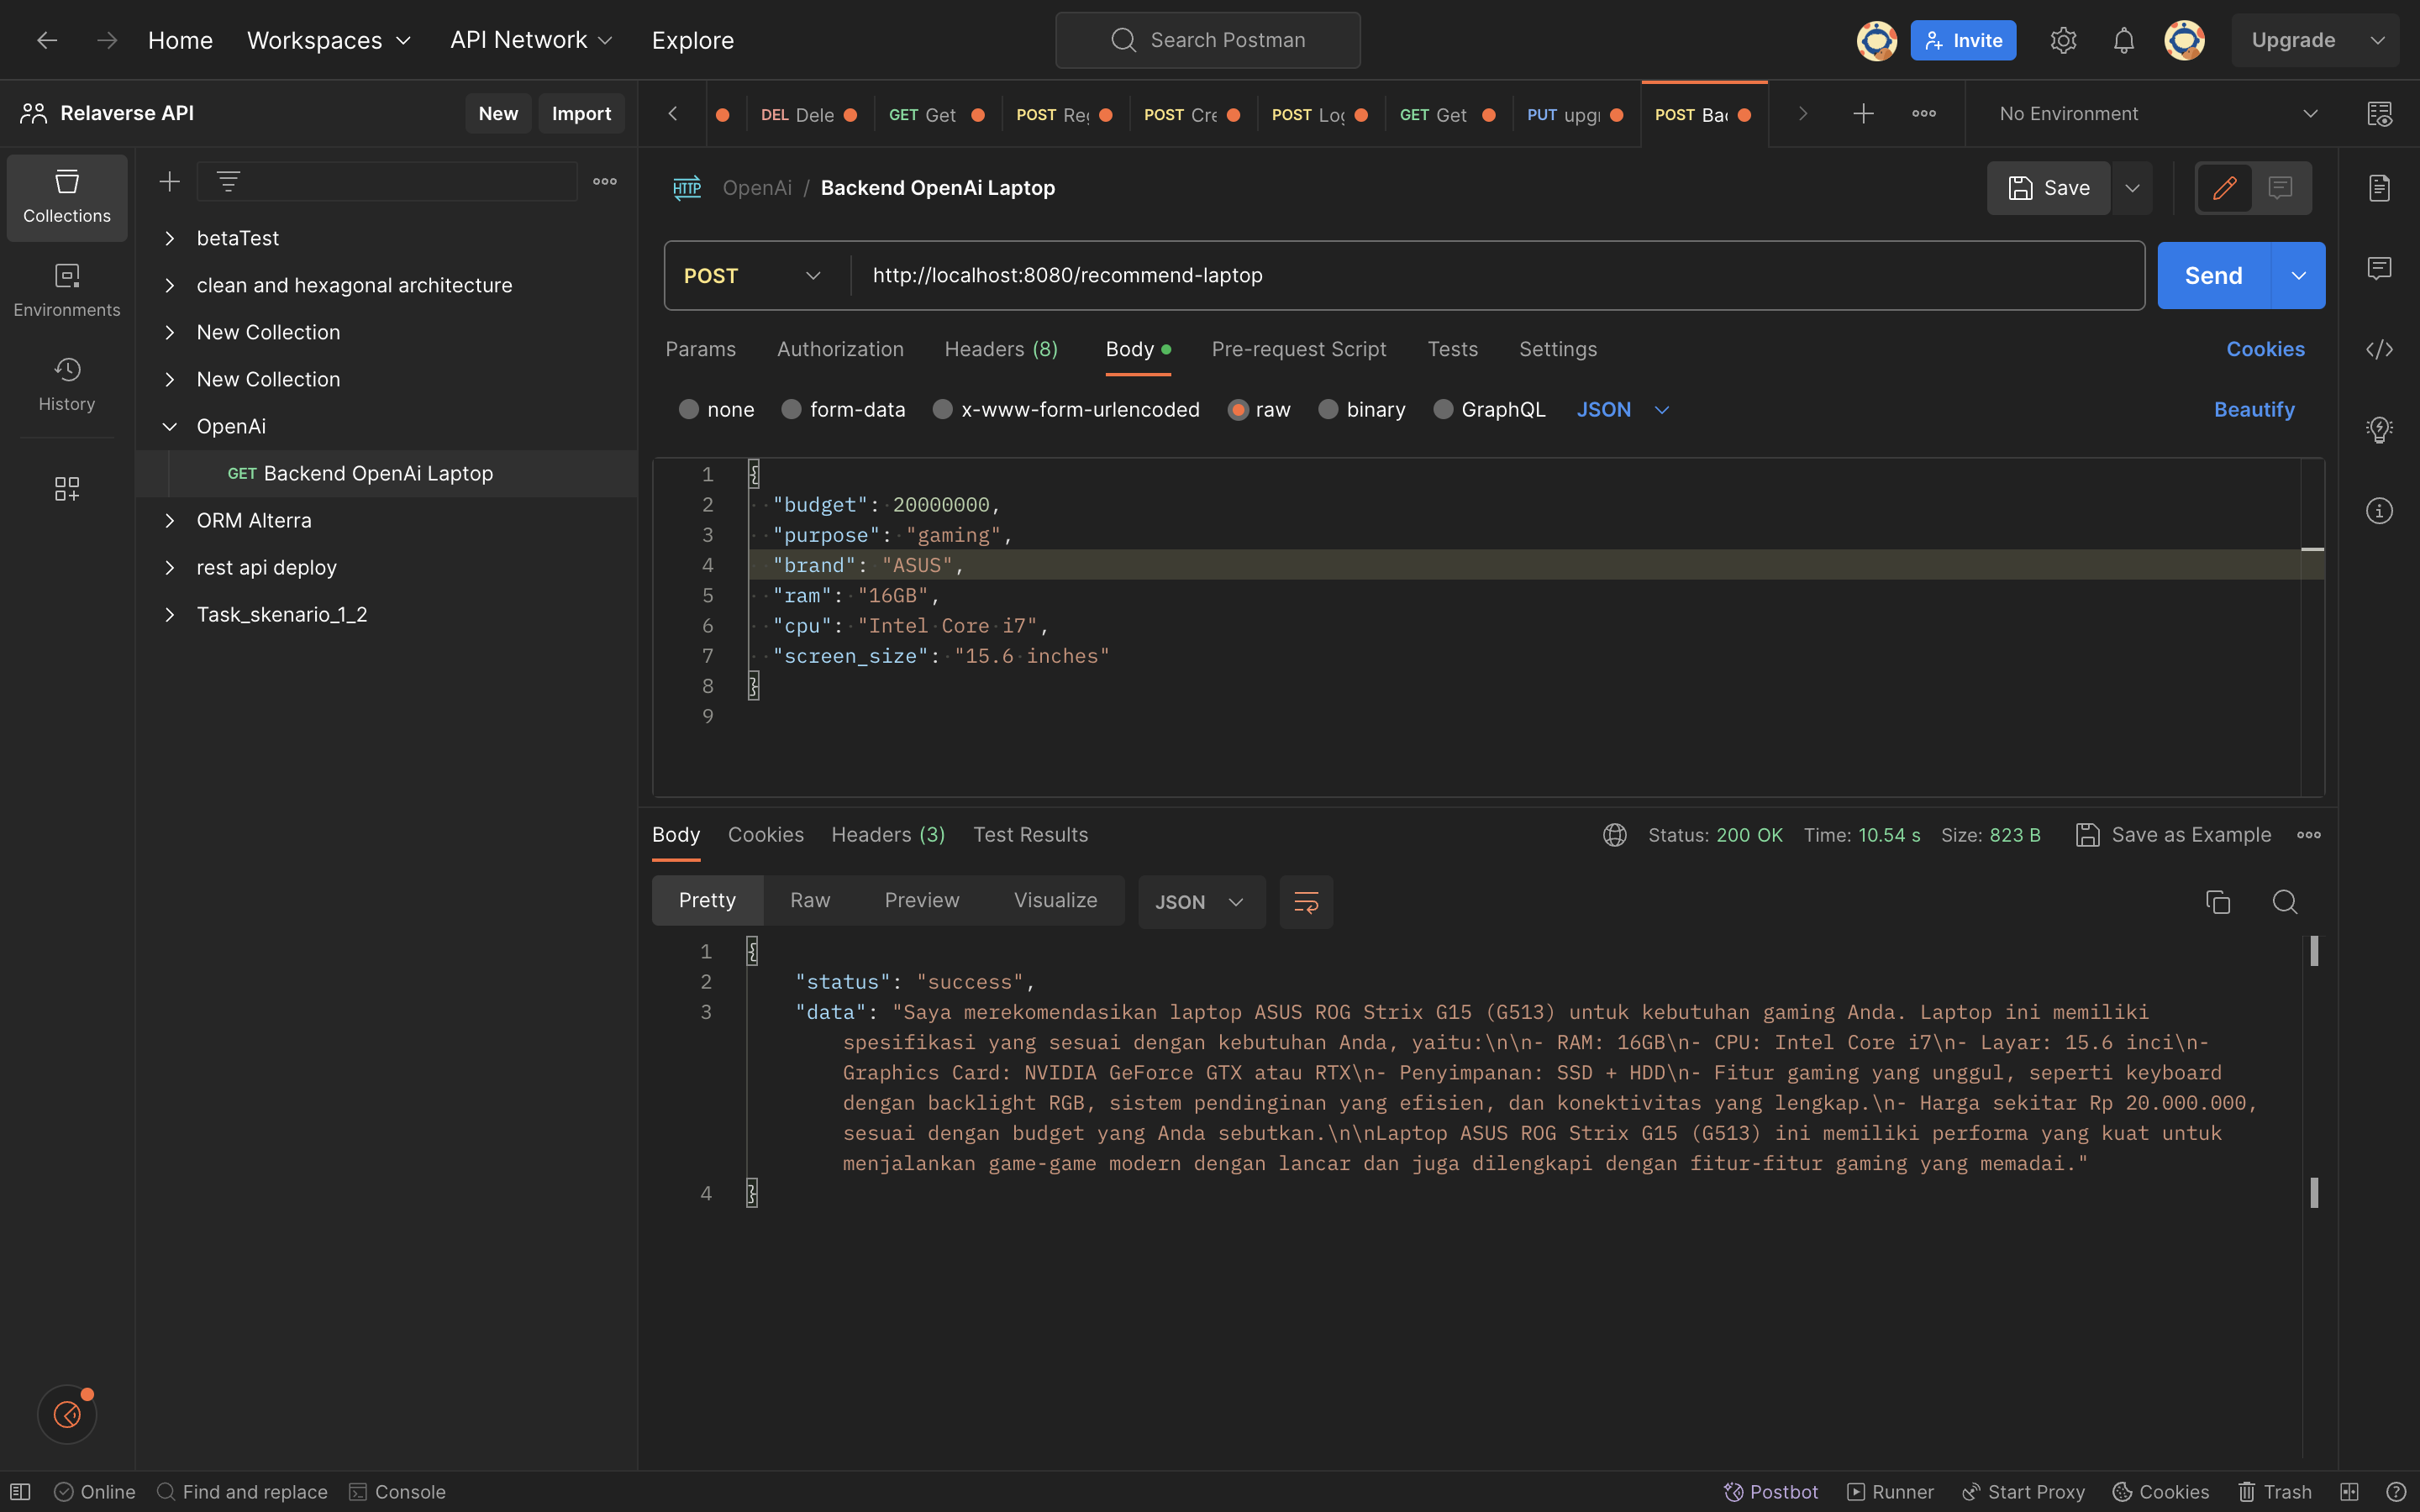 Home Workspaces API Network Explore Search Postman Invite Upgrade
Relaverse API New Import
DEL Dele GET Get POST Re POST Cre POST Log GET Get PUT upg POST Bac No Environment
Collections
Environments
History
betaTest
clean and hexagonal architecture
New Collection
New Collection
OpenAi
GET Backend OpenAi Laptop
ORM Alterra
rest api deploy
Task_skenario_1_2
HTTP OpenAi / Backend OpenAi Laptop Save
POST http://localhost:8080/recommend-laptop Send
Params Authorization Headers (8) Body Pre-request Script Tests Settings Cookies
none form-data x-www-form-urlencoded raw binary GraphQL JSON Beautify
1 {
2 "budget": 20000000,
3 "purpose": "gaming",
4 "brand": "ASUS",
5 "ram": "16GB",
6 "cpu": "Intel Core i7",
7 "screen_size": "15.6 inches"
8 }
9
Body Cookies Headers (3) Test Results Status: 200 OK Time: 10.54 s Size: 823 B Save as Example
Pretty Raw Preview Visualize JSON
1 {
2 "status": "success",
3 "data": "Saya merekomendasikan laptop ASUS ROG Strix G15 (G513) untuk kebutuhan gaming Anda. Laptop ini memiliki
spesifikasi yang sesuai dengan kebutuhan Anda, yaitu:\n\n- RAM: 16GB\n- CPU: Intel Core i7\n- Layar: 15.6 inci\n-
Graphics Card: NVIDIA GeForce GTX atau RTX\n- Penyimpanan: SSD + HDD\n- Fitur gaming yang unggul, seperti keyboard
dengan backlight RGB, sistem pendinginan yang efisien, dan konektivitas yang lengkap.\n- Harga sekitar Rp 20.000.000,
sesuai dengan budget yang Anda sebutkan.\n\nLaptop ASUS ROG Strix G15 (G513) ini memiliki performa yang kuat untuk
menjalankan game-game modern dengan lancar dan juga dilengkapi dengan fitur-fitur gaming yang memadai."
4 }
Online Find and replace Console Postbot Runner Start Proxy Cookies Trash